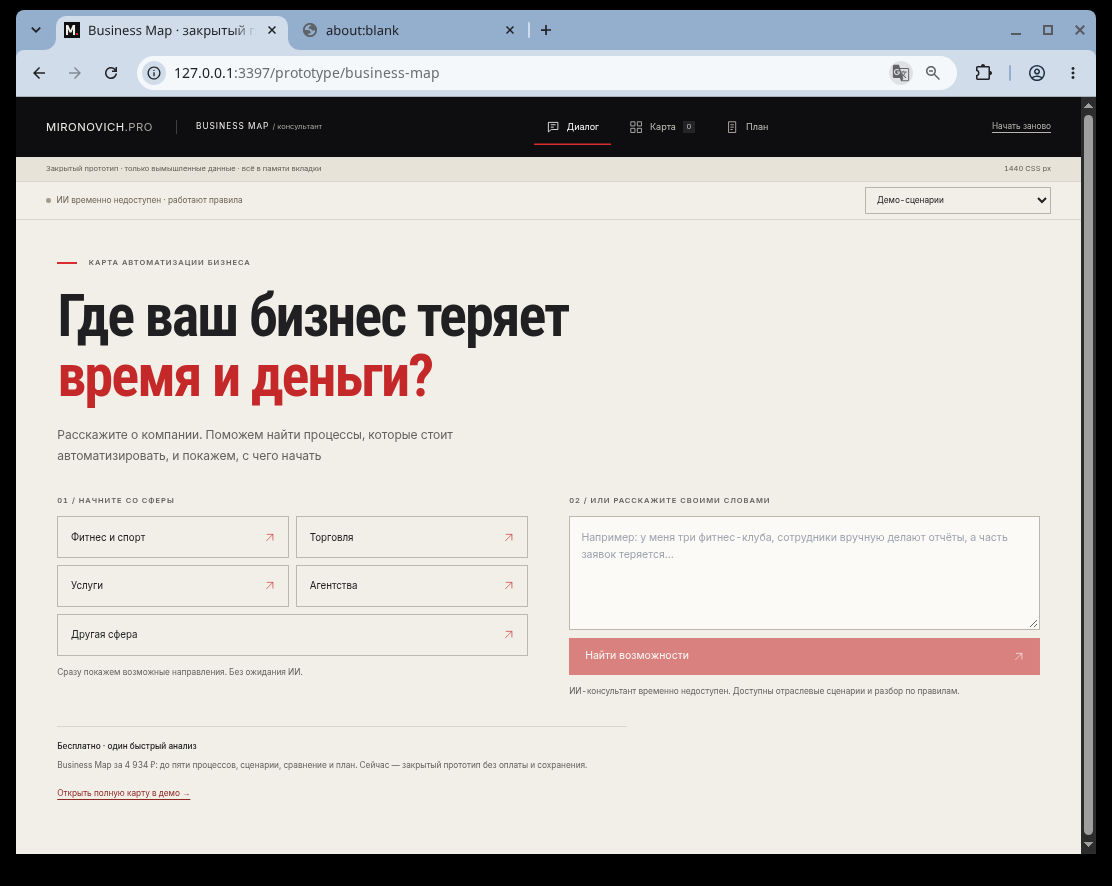 Business Map · закрытый г
about:blank
127.0.0.1:3397/prototype/business-map
MIRONOVICH.PRO
BUSINESS MAP / консультант
Диалог
Карта 0
План
Начать заново
Закрытый прототип · только вымышленные данные · всё в памяти вкладки
1440 CSS px
ИИ временно недоступен · работают правила
Демо-сценарии
КАРТА АВТОМАТИЗАЦИИ БИЗНЕСА
Где ваш бизнес теряет
время и деньги?
Расскажите о компании. Поможем найти процессы, которые стоит
автоматизировать, и покажем, с чего начать
01 / НАЧНИТЕ СО СФЕРЫ
Фитнес и спорт
Торговля
Услуги
Агентства
Другая сфера
Сразу покажем возможные направления. Без ожидания ИИ.
02 / ИЛИ РАССКАЖИТЕ СВОИМИ СЛОВАМИ
Например: у меня три фитнес-клуба, сотрудники вручную делают отчёты, а часть
заявок теряется...
Найти возможности
ИИ-консультант временно недоступен. Доступны отраслевые сценарии и разбор по правилам.
Бесплатно · один быстрый анализ
Business Map за 4 934 ₽: до пяти процессов, сценарии, сравнение и план. Сейчас — закрытый прототип без оплаты и сохранения.
Открыть полную карту в демо →